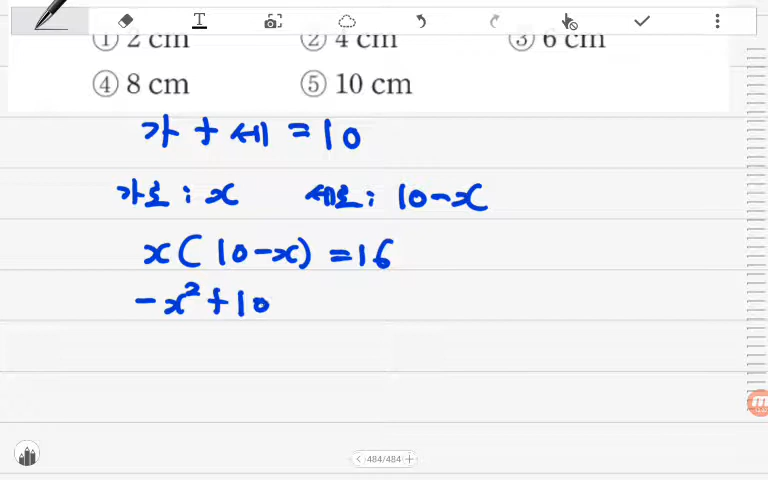 ① 2 cm ② 4 cm ③ 6 cm
④ 8 cm ⑤ 10 cm
가 + 세 = 10
가로 : x 세로 : 10-x
x(10-x) = 16
-x²+10
484/484